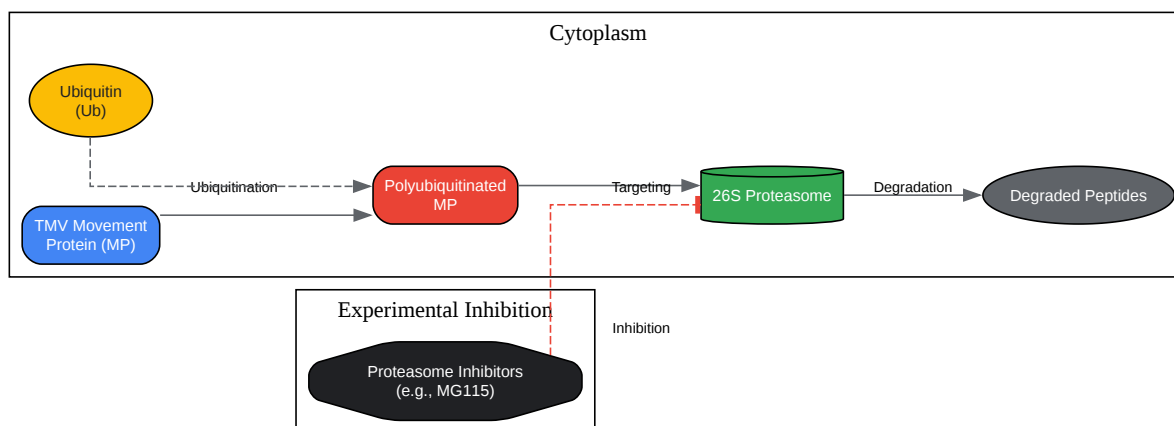 Cytoplasm
Ubiquitin
(Ub)
Ubiquitination
TMV Movement
Protein (MP)
Polyubiquitinated
MP
Targeting
26S Proteasome
Degradation
Degraded Peptides
Experimental Inhibition
Inhibition
Proteasome Inhibitors
(e.g., MG115)